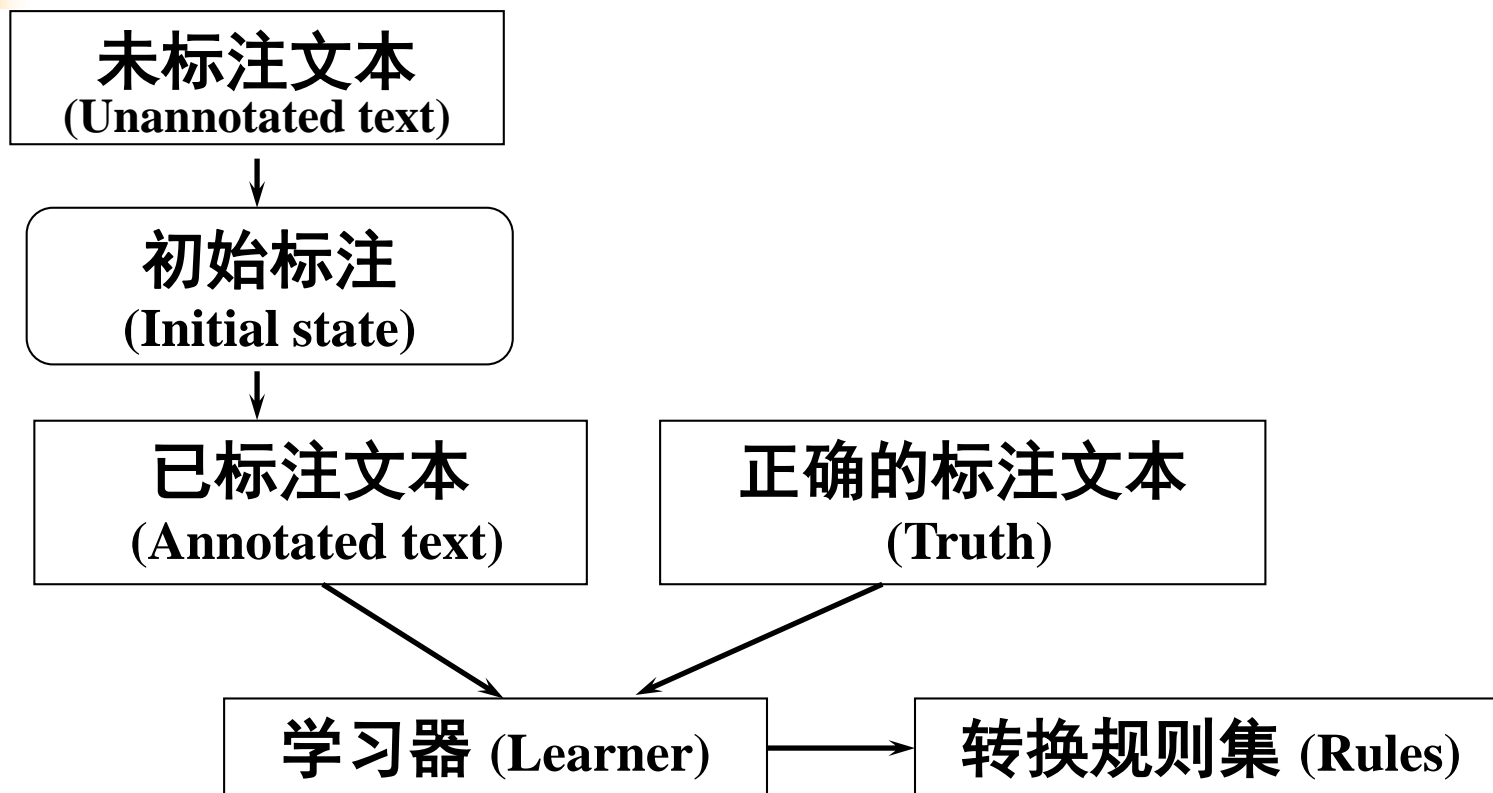 未标注文本
(Unannotated text)
初始标注
(Initial state)
已标注文本
(Annotated text)
正确的标注文本
(Truth)
学习器 (Learner)
转换规则集 (Rules)